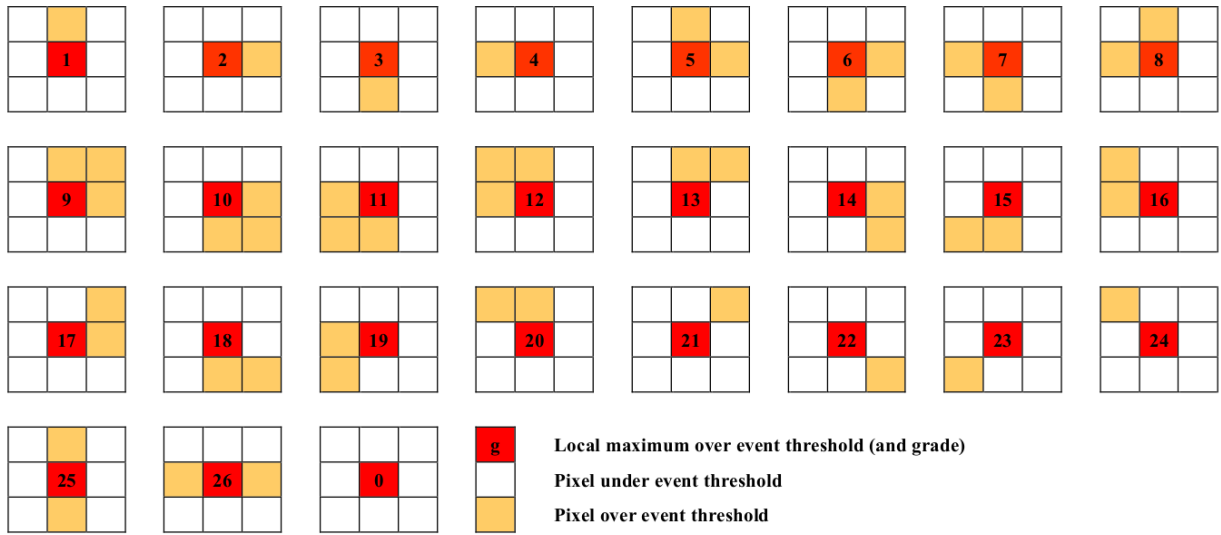 1 2 3 4 5 6 7 8
9 10 11 12 13 14 15 16
17 18 19 20 21 22 23 24
25 26 0 g Local maximum over event threshold (and grade)
Pixel under event threshold
Pixel over event threshold